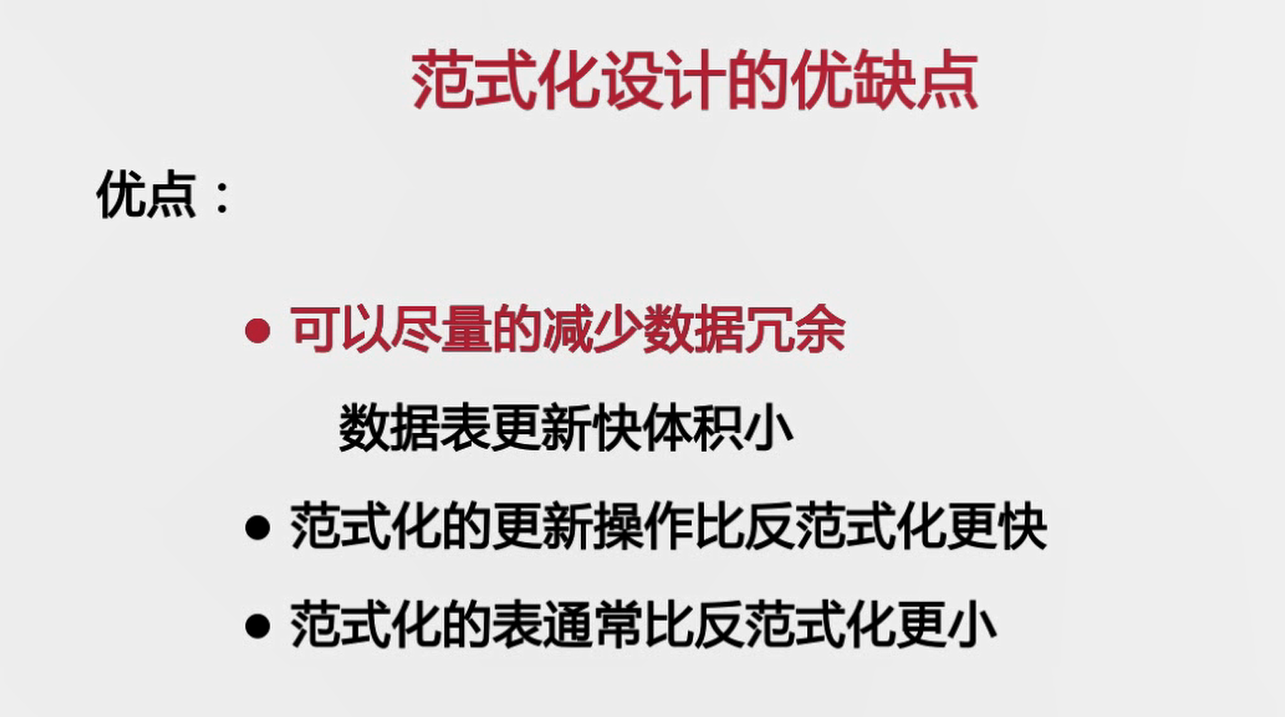 范式化设计的优缺点
优点：
● 可以尽量的减少数据冗余
数据表更新快体积小
● 范式化的更新操作比反范式化更快
● 范式化的表通常比反范式化更小